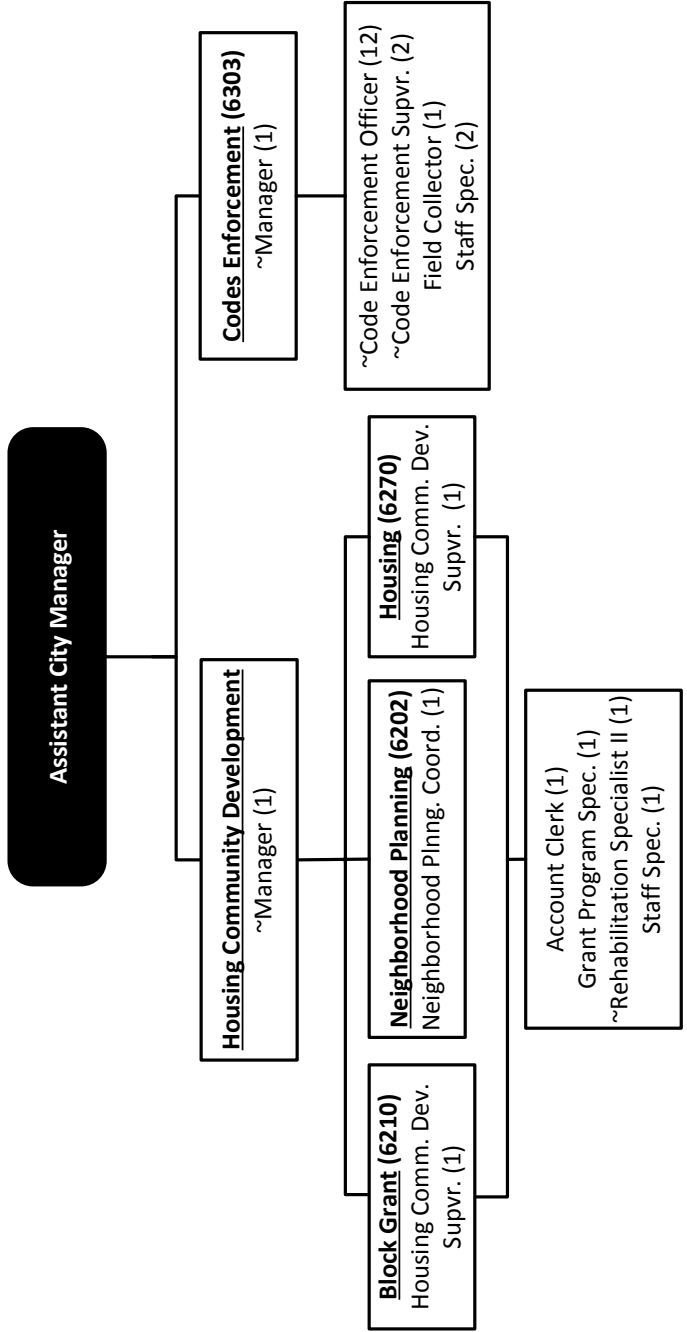 Assistant City Manager
Housing Community Development
~Manager (1)
Codes Enforcement (6303)
~Manager (1)
Block Grant (6210)
Housing Comm. Dev.
Supvr. (1)
Neighborhood Planning (6202)
Neighborhood Plnng. Coord. (1)
Housing (6270)
Housing Comm. Dev.
Supvr.  (1)
~Code Enforcement Officer (12)
~Code Enforcement Supvr. (2)
Field Collector (1)
Staff Spec. (2)
Account Clerk (1)
Grant Program Spec. (1)
~Rehabilitation Specialist II (1)
Staff Spec. (1)